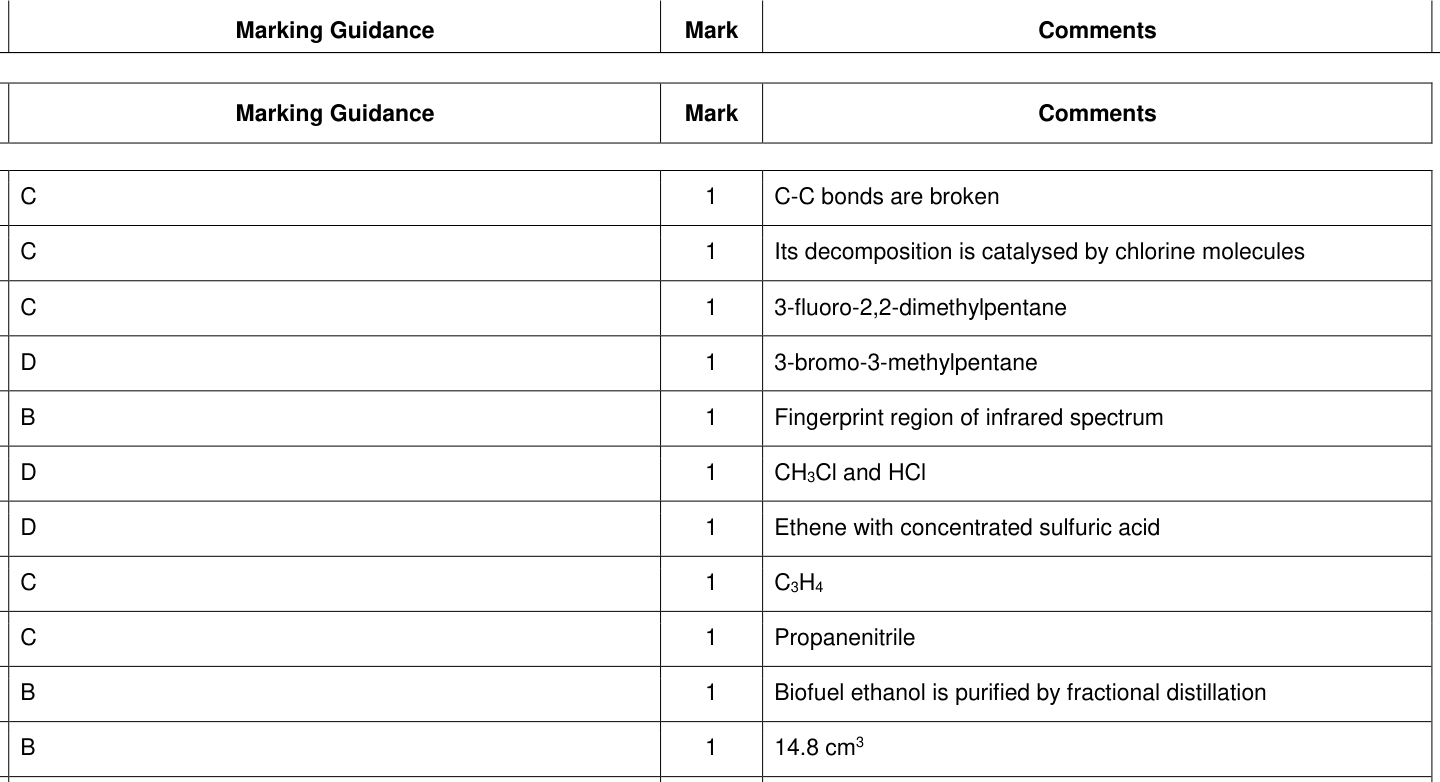 Marking Guidance Mark Comments
Marking Guidance Mark Comments
C 1 C-C bonds are broken
C 1 Its decomposition is catalysed by chlorine molecules
C 1 3-fluoro-2,2-dimethylpentane
D 1 3-bromo-3-methylpentane
B 1 Fingerprint region of infrared spectrum
D 1 CH₃Cl and HCl
D 1 Ethene with concentrated sulfuric acid
C 1 C₃H₄
C 1 Propanenitrile
B 1 Biofuel ethanol is purified by fractional distillation
B 1 14.8 cm³